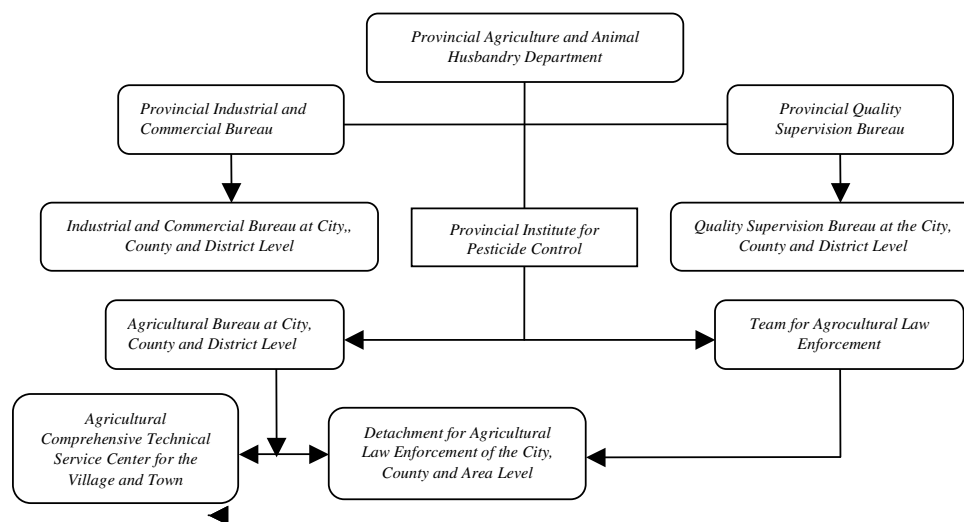 Provincial Agriculture and Animal
Husbandry Department
Provincial Industrial and
Commercial Bureau
Provincial Quality
Supervision Bureau
Industrial and Commercial Bureau at City,,
County and District Level
Provincial Institute for
Pesticide Control
Quality Supervision Bureau at the City,
County and District Level
Agricultural Bureau at City,
County and District Level
Team for Agrocultural Law
Enforcement
Agricultural
Comprehensive Technical
Service Center for the
Village and Town
Detachment for Agricultural
Law Enforcement of the City,
County and Area Level